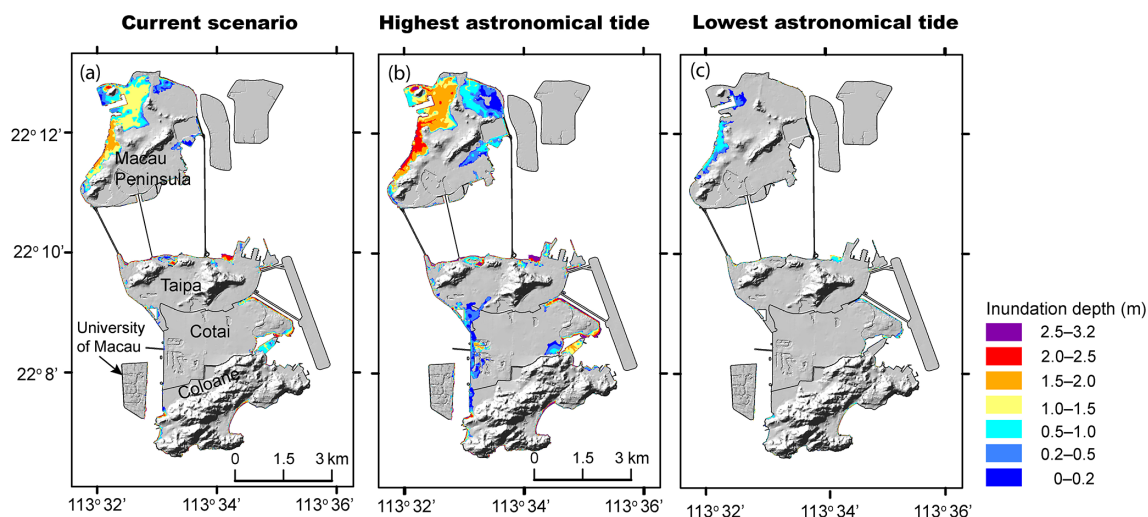 Current scenario
Highest astronomical tide
Lowest astronomical tide
(a)
(b)
(c)
22° 12'
22° 10'
22° 8'
Macau
Peninsula
Taipa
Cotai
Coloane
University
of Macau
0 1.5 3 km
0 1.5 3 km
113° 32' 113° 34' 113° 36'
113° 32' 113° 34' 113° 36'
113° 32' 113° 34' 113° 36'
Inundation depth (m)
2.5–3.2
2.0–2.5
1.5–2.0
1.0–1.5
0.5–1.0
0.2–0.5
0–0.2